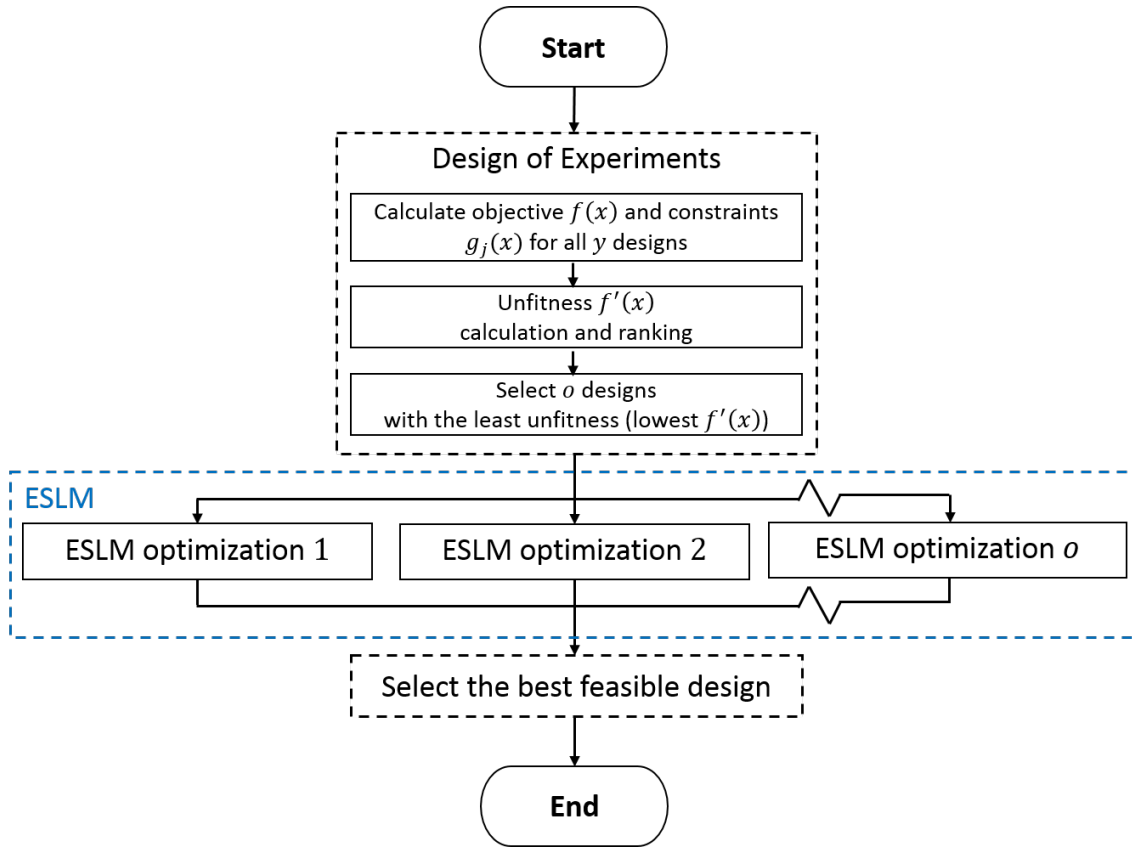 Start
Design of Experiments
Calculate objective f(x) and constraints
g_j(x) for all y designs
Unfitness f′(x)
calculation and ranking
Select o designs
with the least unfitness (lowest f′(x))
ESLM
ESLM optimization 1
ESLM optimization 2
ESLM optimization o
Select the best feasible design
End